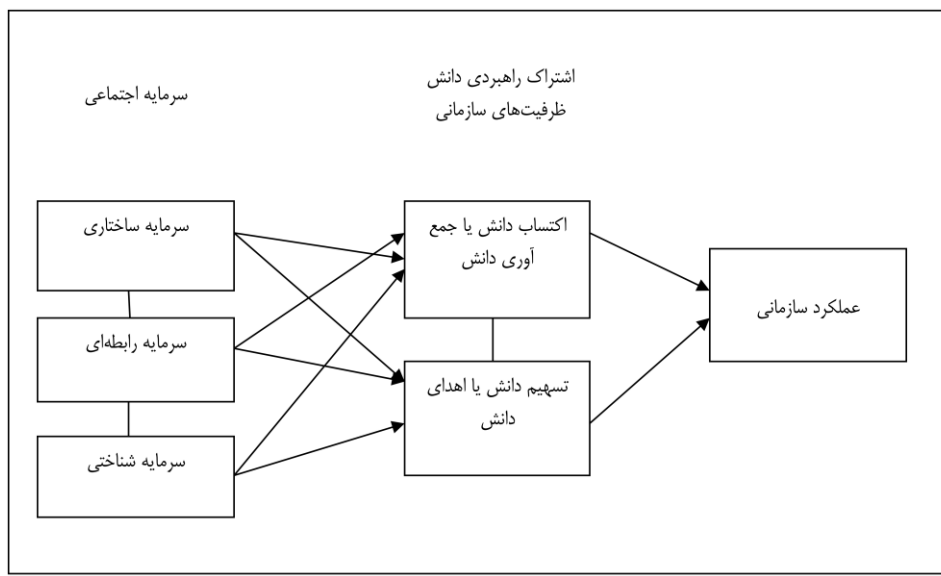 اشتراک راهبردی دانش
ظرفیت‌های سازمانی
سرمایه اجتماعی
سرمایه ساختاری
سرمایه رابطه‌ای
سرمایه شناختی
اکتساب دانش یا جمع
آوری دانش
تسهیم دانش یا اهدای
دانش
عملکرد سازمانی